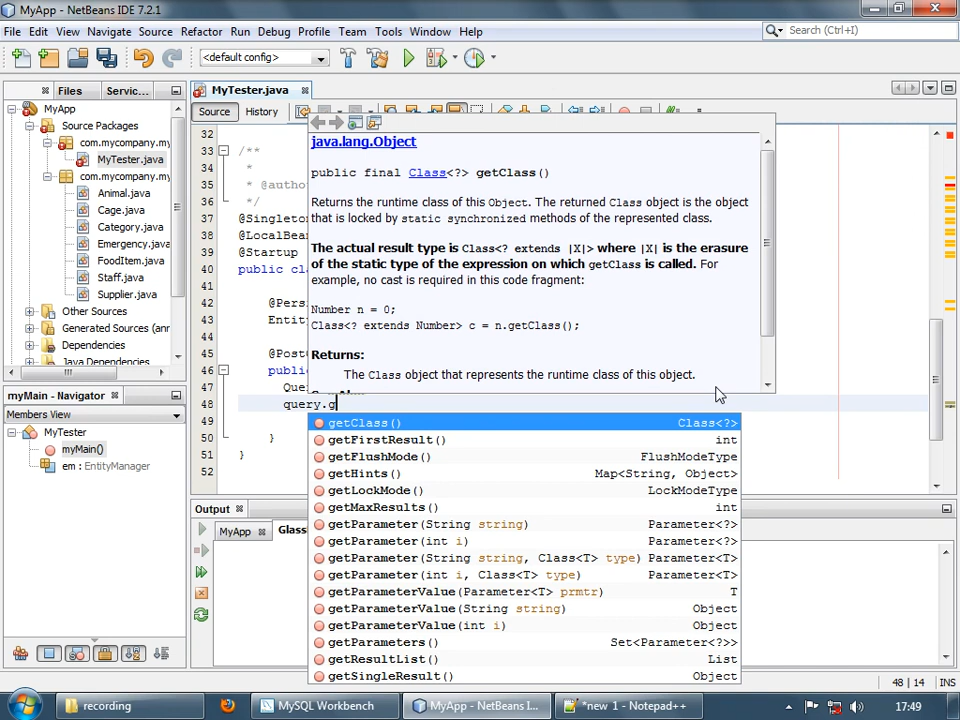 MyApp - NetBeans IDE 7.2.1
File Edit View Navigate Source Refactor Run Debug Profile Team Tools Window Help
Search (Ctrl+I)
<default config>
Files Servic...
MyTester.java
MyApp
Source Packages
com.mycompany.my
MyTester.java
com.mycompany.my
Animal.java
Cage.java
Category.java
Emergency.java
FoodItem.java
Staff.java
Supplier.java
Other Sources
Generated Sources (anr
Dependencies
Java Dependencies
Source History
32
33 /**
34 *
35 * @autho
36 */
37 @Singleto
38 @LocalBea
39 @Startup
40 public cla
41
42 @Pers
43 Entit
44
45 @PostC
46 publi
47 Que
48 query.g
49
50 }
51 }
52
java.lang.Object
public final Class<?> getClass()
Returns the runtime class of this Object. The returned Class object is the object
that is locked by static synchronized methods of the represented class.
The actual result type is Class<? extends |X|> where |X| is the erasure
of the static type of the expression on which getClass is called. For
example, no cast is required in this code fragment:
Number n = 0;
Class<? extends Number> c = n.getClass();
Returns:
The Class object that represents the runtime class of this object.
getClass() Class<?>
getFirstResult() int
getFlushMode() FlushModeType
getHints() Map<String, Object>
getLockMode() LockModeType
getMaxResults() int
getParameter(String string) Parameter<?>
getParameter(int i) Parameter<?>
getParameter(String string, Class<T> type) Parameter<T>
getParameter(int i, Class<T> type) Parameter<T>
getParameterValue(Parameter<T> prmtr) T
getParameterValue(String string) Object
getParameterValue(int i) Object
getParameters() Set<Parameter<?>>
getResultList() List
getSingleResult() Object
myMain - Navigator
Members View
MyTester
myMain()
em : EntityManager
Output
MyApp Glass
48 | 14 INS
recording
MySQL Workbench
MyApp - NetBeans I...
*new 1 - Notepad++
17:49